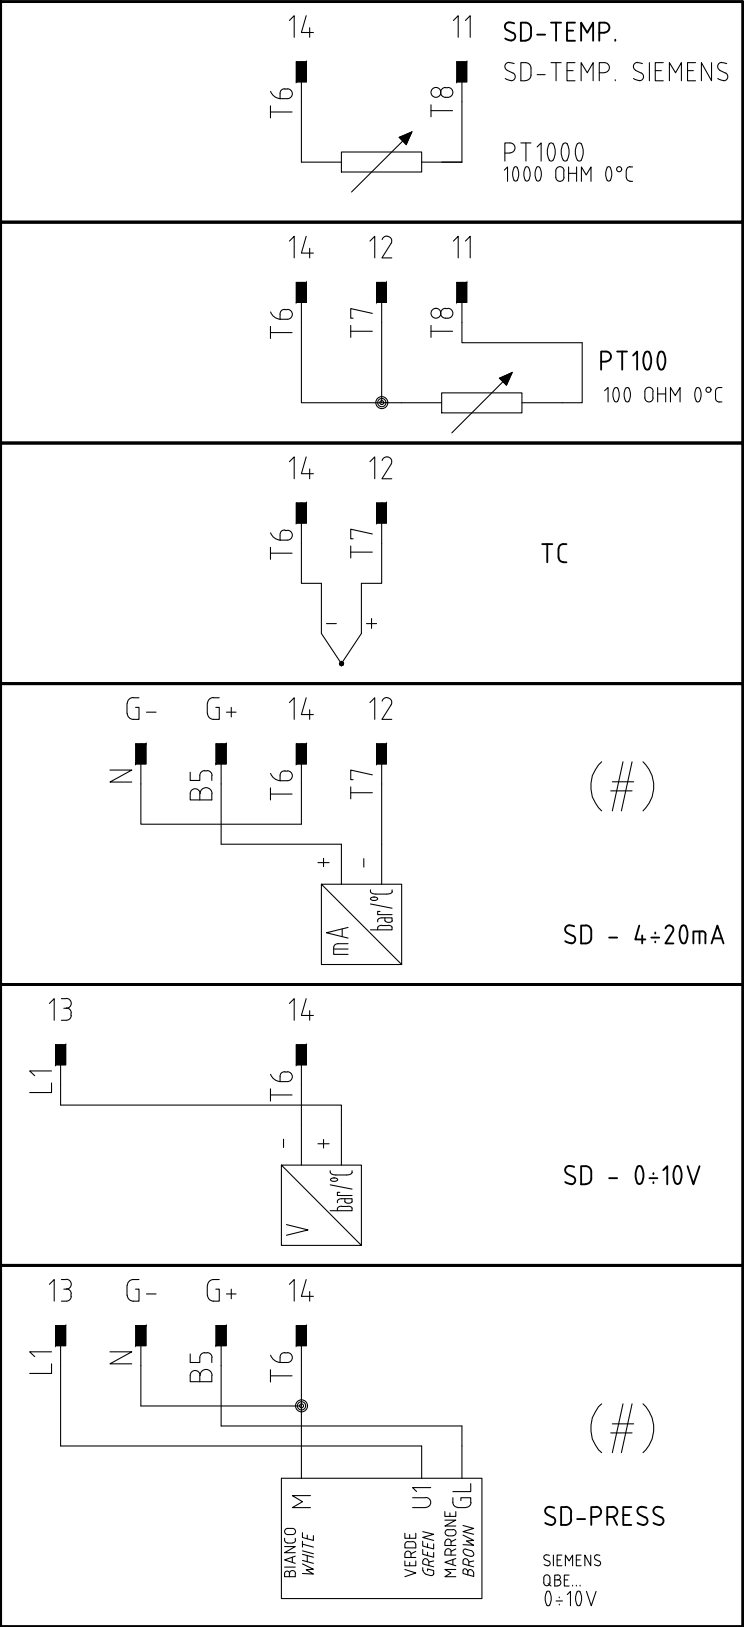 14 11 SD-TEMP.
SD-TEMP. SIEMENS
T6 T8
PT1000
1000 OHM 0°C
14 12 11
T6 T7 T8
PT100
100 OHM 0°C
14 12
T6 T7
TC
- +
G- G+ 14 12
N B5 T6 T7
(#)
+ -
mA bar/°C
SD - 4÷20mA
13 14
L1 T6
- +
SD - 0÷10V
V bar/°C
13 G- G+ 14
L1 N B5 T6
(#)
M U1 GL
SD-PRESS
BIANCO
WHITE
VERDE
GREEN
MARRONE
BROWN
SIEMENS
QBE...
0÷10V